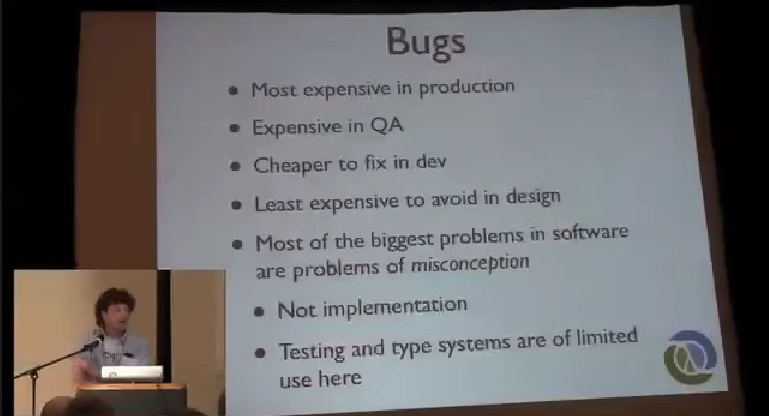 Bugs
• Most expensive in production
• Expensive in QA
• Cheaper to fix in dev
• Least expensive to avoid in design
• Most of the biggest problems in software
are problems of misconception
• Not implementation
• Testing and type systems are of limited
use here